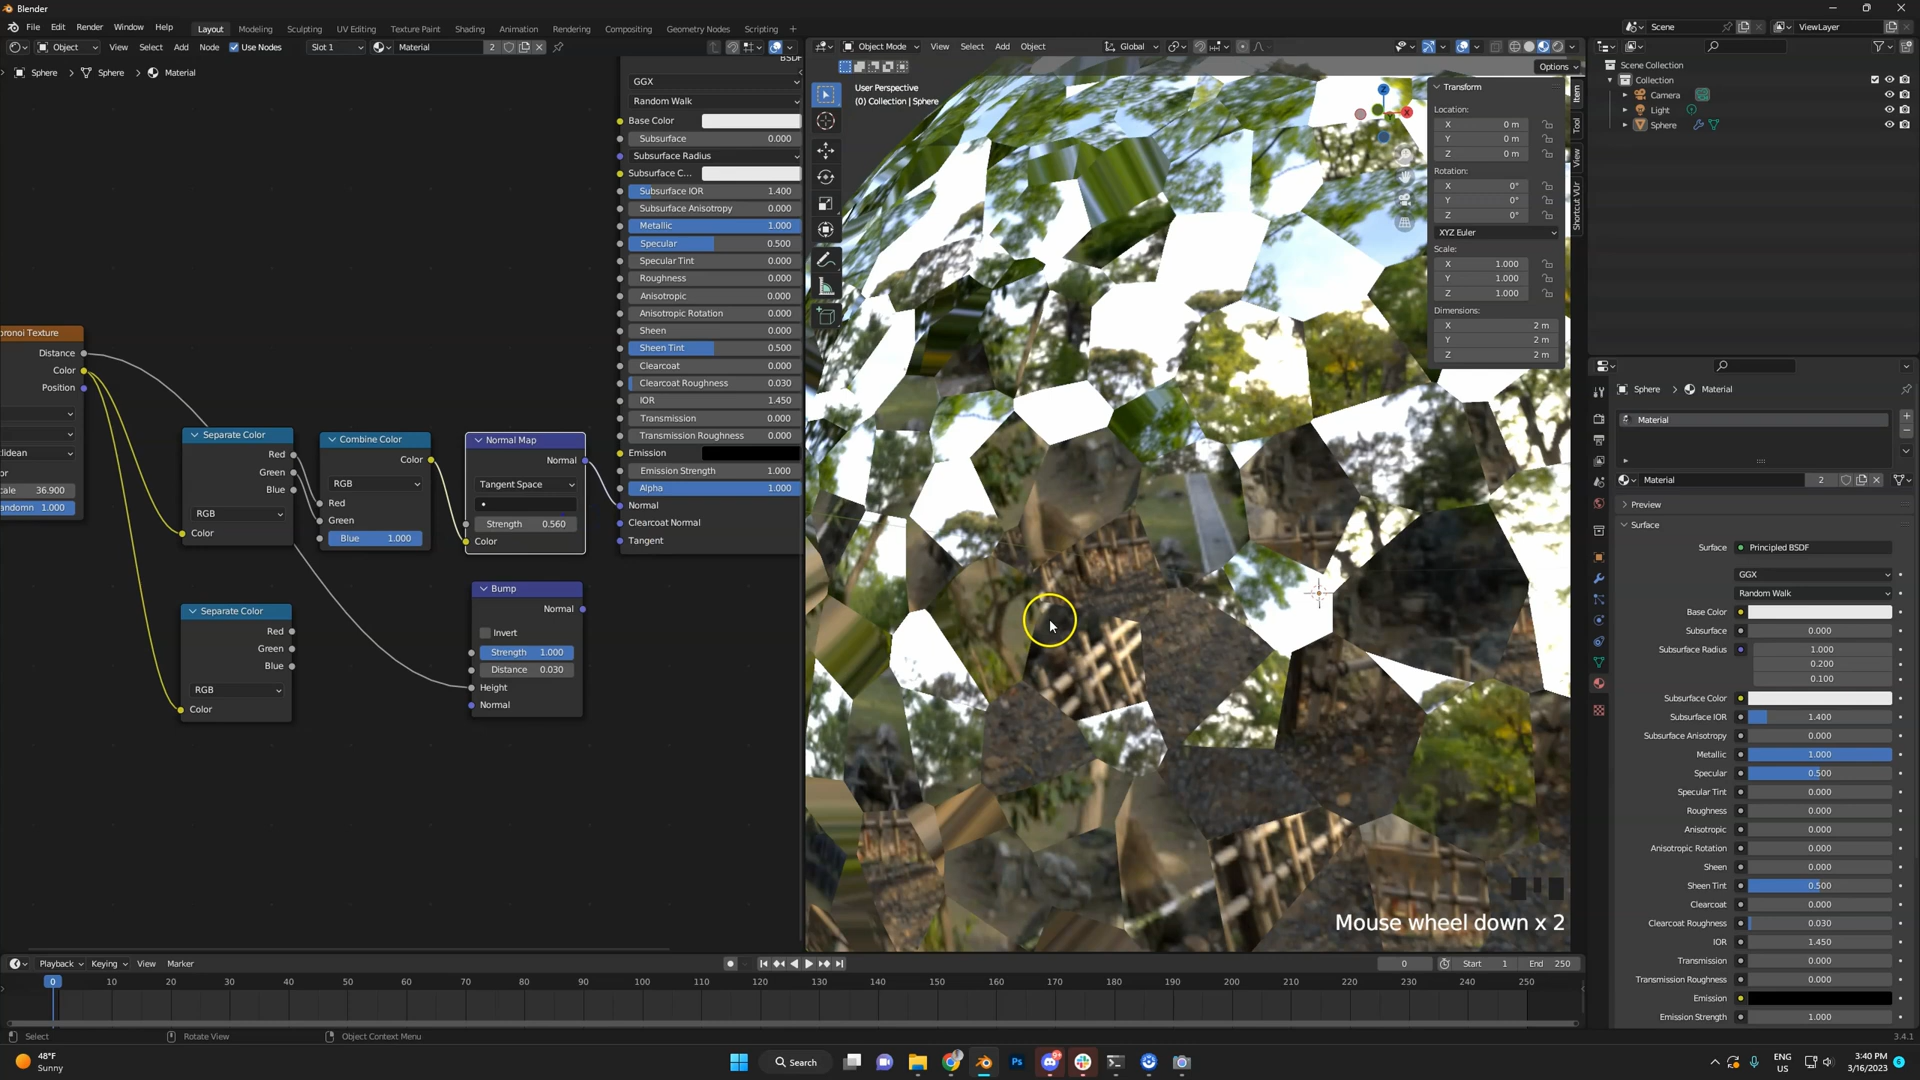 Blender
File Edit Render Window Help
Layout Modeling Sculpting UV Editing Texture Paint Shading Animation Rendering Compositing Geometry Nodes Scripting +
Scene
ViewLayer
Object View Select Add Node Use Nodes Slot 1 Material 2
Sphere > Sphere > Material
BSDF
GGX
Random Walk
Base Color
Subsurface 0.000
Subsurface Radius
Subsurface C...
Subsurface IOR 1.400
Subsurface Anisotropy 0.000
Metallic 1.000
Specular 0.500
Specular Tint 0.000
Roughness 0.000
Anisotropic 0.000
Anisotropic Rotation 0.000
Sheen 0.000
Sheen Tint 0.500
Clearcoat 0.000
Clearcoat Roughness 0.030
IOR 1.450
Transmission 0.000
Transmission Roughness 0.000
Emission
Emission Strength 1.000
Alpha 1.000
Normal
Clearcoat Normal
Tangent
oronoi Texture
Distance
Color
Position
lidean
cale 36.900
andomn 1.000
Separate Color
Red
Green
Blue
RGB
Color
Combine Color
Color
RGB
Red
Green
Blue 1.000
Normal Map
Normal
Tangent Space
Strength 0.560
Color
Separate Color
Red
Green
Blue
RGB
Color
Bump
Normal
Invert
Strength 1.000
Distance 0.030
Height
Normal
Object Mode View Select Add Object Global
Options
User Perspective
(0) Collection | Sphere
Transform
Location:
X 0 m
Y 0 m
Z 0 m
Rotation:
X 0°
Y 0°
Z 0°
XYZ Euler
Scale:
X 1.000
Y 1.000
Z 1.000
Dimensions:
X 2 m
Y 2 m
Z 2 m
Item
Tool
View
Shortcut VUr
Mouse wheel down x 2
Scene Collection
Collection
Camera
Light
Sphere
Sphere > Material
Material
Material 2
Preview
Surface
Surface Principled BSDF
GGX
Random Walk
Base Color
Subsurface 0.000
Subsurface Radius 1.000
0.200
0.100
Subsurface Color
Subsurface IOR 1.400
Subsurface Anisotropy 0.000
Metallic 1.000
Specular 0.500
Specular Tint 0.000
Roughness 0.000
Anisotropic 0.000
Anisotropic Rotation 0.000
Sheen 0.000
Sheen Tint 0.500
Clearcoat 0.000
Clearcoat Roughness 0.030
IOR 1.450
Transmission 0.000
Transmission Roughness 0.000
Emission
Emission Strength 1.000
Playback Keying View Marker
0 Start 1 End 250
0 10 20 30 40 50 60 70 80 90 100 110 120 130 140 150 160 170 180 190 200 210 220 230 240 250
Select Rotate View Object Context Menu
3.4.1
48°F
Sunny
Search
Ps
ENG
US
3:40 PM
3/16/2023
6